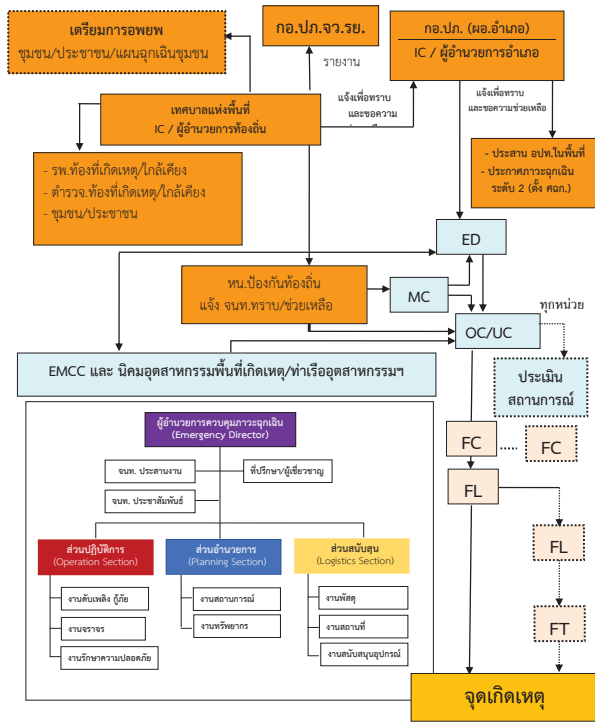 เตรียมการอพยพ
ชุมชน/ประชาชน/แผนฉุกเฉินชุมชน
กอ.ปภ.จว.รย.
กอ.ปภ. (ผอ.อำเภอ)
IC / ผู้อำนวยการอำเภอ
รายงาน
แจ้งเพื่อทราบ
และขอความ
แจ้งเพื่อทราบ
และขอความช่วยเหลือ
เทศบาลแห่งพื้นที่
IC / ผู้อำนวยการท้องถิ่น
- รพ.ท้องที่เกิดเหตุ/ใกล้เคียง
- ตำรวจ.ท้องที่เกิดเหตุ/ใกล้เคียง
- ชุมชน/ประชาชน
- ประสาน อปท.ในพื้นที่
- ประกาศภาวะฉุกเฉิน
ระดับ 2 (ตั้ง ศฉก.)
ED
หน.ป้องกันท้องถิ่น
แจ้ง จนท.ทราบ/ช่วยเหลือ
MC
OC/UC
ทุกหน่วย
EMCC และ นิคมอุตสาหกรรมพื้นที่เกิดเหตุ/ท่าเรืออุตสาหกรรมฯ
ประเมิน
สถานการณ์
ผู้อำนวยการควบคุมภาวะฉุกเฉิน
(Emergency Director)
จนท. ประสานงาน
ที่ปรึกษา/ผู้เชี่ยวชาญ
จนท. ประชาสัมพันธ์
ส่วนปฏิบัติการ
(Operation Section)
ส่วนอำนวยการ
(Planning Section)
ส่วนสนับสุน
(Logistics Section)
งานดับเพลิง กู้ภัย
งานจราจร
งานรักษาความปลอดภัย
งานสถานการณ์
งานทรัพยากร
งานพัสดุ
งานสถานที่
งานสนับสนุนอุปกรณ์
FC
FC
FL
FL
FT
จุดเกิดเหตุ